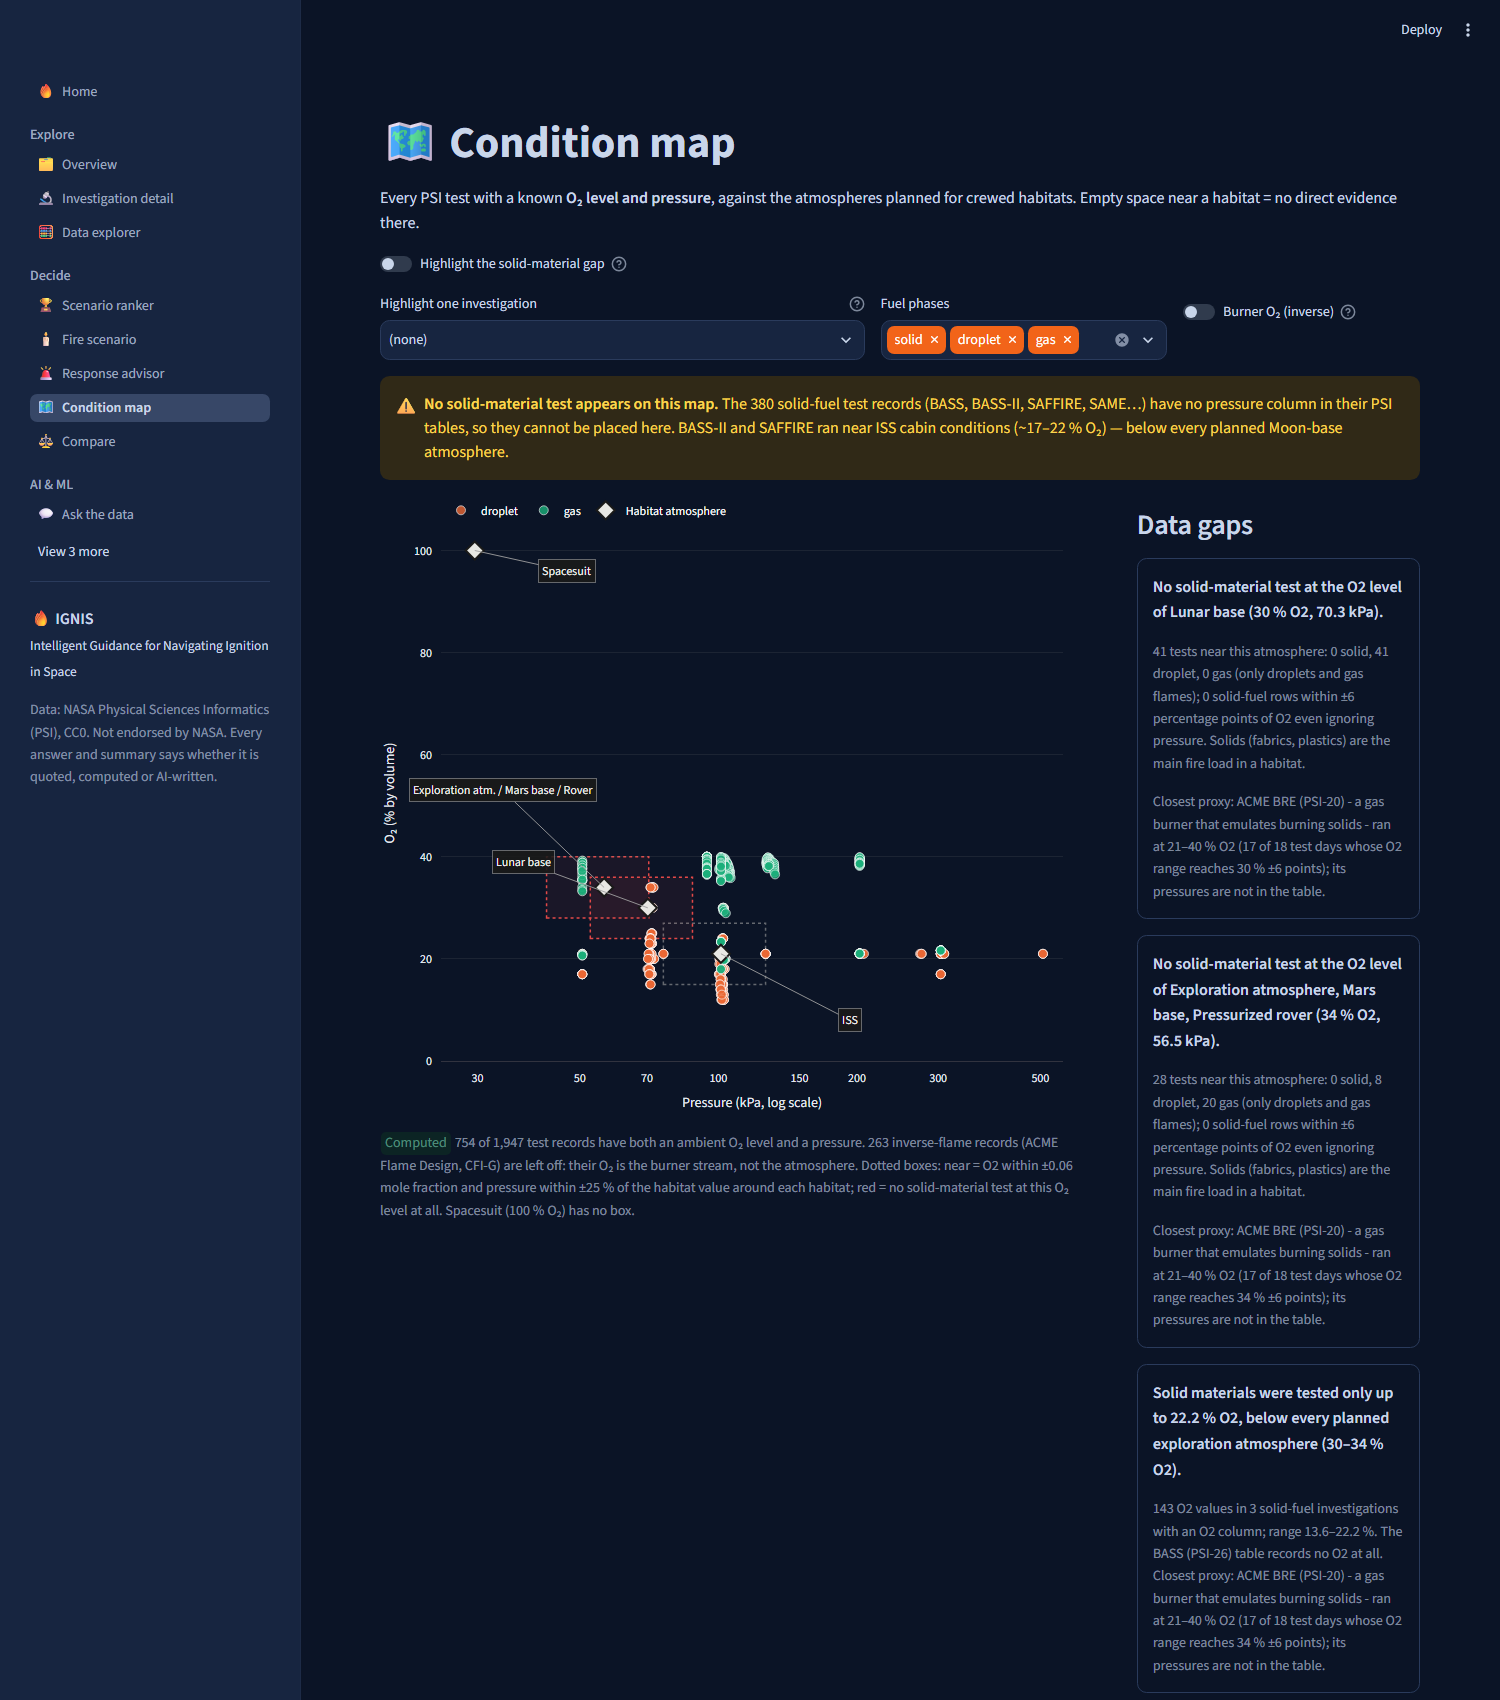 Deploy
Home
Explore
Overview
Investigation detail
Data explorer
Decide
Scenario ranker
Fire scenario
Response advisor
Condition map
Compare
AI & ML
Ask the data
View 3 more
IGNIS
Intelligent Guidance for Navigating Ignition
in Space
Data: NASA Physical Sciences Informatics
(PSI), CC0. Not endorsed by NASA. Every
answer and summary says whether it is
quoted, computed or AI-written.
Condition map
Every PSI test with a known O₂ level and pressure, against the atmospheres planned for crewed habitats. Empty space near a habitat = no direct evidence
there.
Highlight the solid-material gap
Highlight one investigation
(none)
Fuel phases
solid
droplet
gas
Burner O₂ (inverse)
No solid-material test appears on this map. The 380 solid-fuel test records (BASS, BASS-II, SAFFIRE, SAME…) have no pressure column in their PSI
tables, so they cannot be placed here. BASS-II and SAFFIRE ran near ISS cabin conditions (~17–22 % O₂) — below every planned Moon-base
atmosphere.
droplet
gas
Habitat atmosphere
100
80
60
40
20
0
O₂ (% by volume)
Spacesuit
Exploration atm. / Mars base / Rover
Lunar base
ISS
30
50
70
100
150
200
300
500
Pressure (kPa, log scale)
Computed 754 of 1,947 test records have both an ambient O₂ level and a pressure. 263 inverse-flame records (ACME
Flame Design, CFI-G) are left off: their O₂ is the burner stream, not the atmosphere. Dotted boxes: near = O2 within ±0.06
mole fraction and pressure within ±25 % of the habitat value around each habitat; red = no solid-material test at this O₂
level at all. Spacesuit (100 % O₂) has no box.
Data gaps
No solid-material test at the O2 level
of Lunar base (30 % O2, 70.3 kPa).
41 tests near this atmosphere: 0 solid, 41
droplet, 0 gas (only droplets and gas
flames); 0 solid-fuel rows within ±6
percentage points of O2 even ignoring
pressure. Solids (fabrics, plastics) are the
main fire load in a habitat.
Closest proxy: ACME BRE (PSI-20) - a gas
burner that emulates burning solids - ran
at 21–40 % O2 (17 of 18 test days whose O2
range reaches 30 % ±6 points); its
pressures are not in the table.
No solid-material test at the O2 level
of Exploration atmosphere, Mars
base, Pressurized rover (34 % O2,
56.5 kPa).
28 tests near this atmosphere: 0 solid, 8
droplet, 20 gas (only droplets and gas
flames); 0 solid-fuel rows within ±6
percentage points of O2 even ignoring
pressure. Solids (fabrics, plastics) are the
main fire load in a habitat.
Closest proxy: ACME BRE (PSI-20) - a gas
burner that emulates burning solids - ran
at 21–40 % O2 (17 of 18 test days whose O2
range reaches 34 % ±6 points); its
pressures are not in the table.
Solid materials were tested only up
to 22.2 % O2, below every planned
exploration atmosphere (30–34 %
O2).
143 O2 values in 3 solid-fuel investigations
with an O2 column; range 13.6–22.2 %. The
BASS (PSI-26) table records no O2 at all.
Closest proxy: ACME BRE (PSI-20) - a gas
burner that emulates burning solids - ran
at 21–40 % O2 (17 of 18 test days whose O2
range reaches 34 % ±6 points); its
pressures are not in the table.